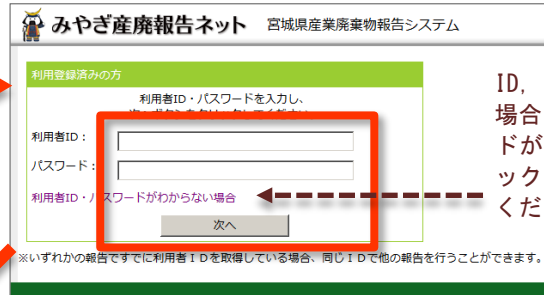 みやぎ産廃報告ネット 宮城県産業廃棄物報告システム
利用登録済みの方
利用者ID・パスワードを入力し、
利用者ID：
パスワード：
利用者ID・パスワードがわからない場合
次へ
※いずれかの報告ですでに利用者ＩＤを取得している場合、同じＩＤで他の報告を行うことができます。
ID,
場合
ドが
ック
くだ